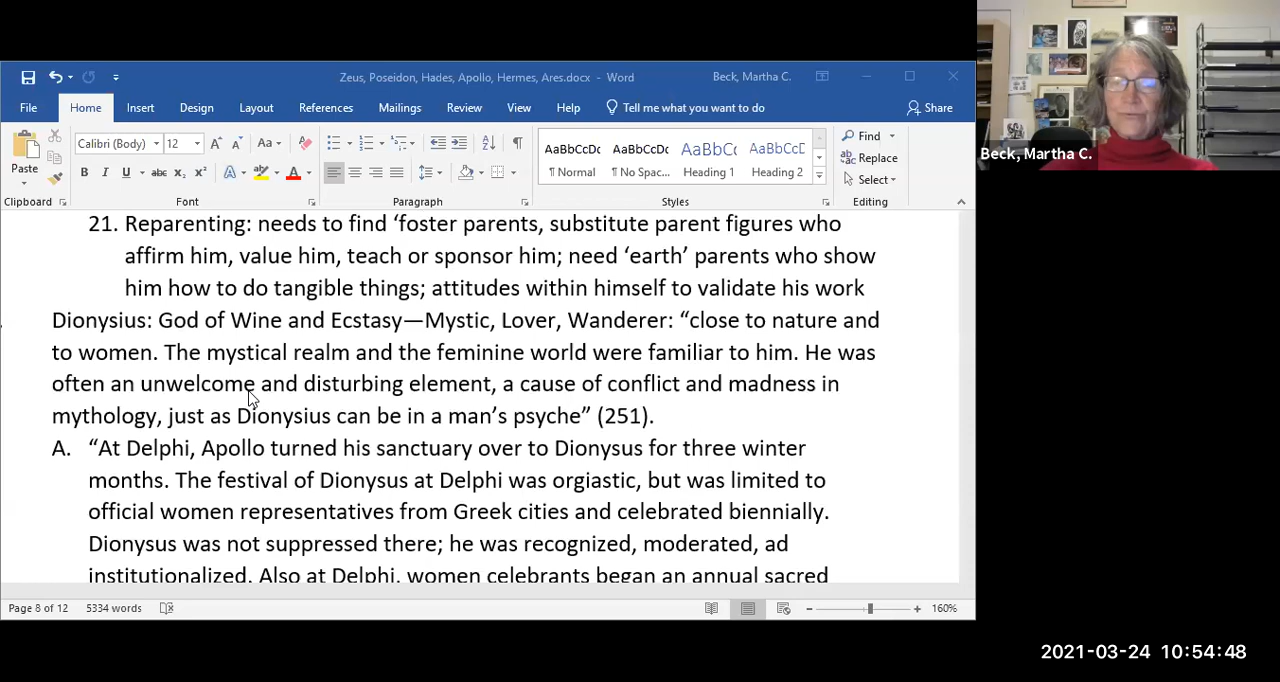 Zeus, Poseidon, Hades, Apollo, Hermes, Ares.docx - Word
Beck, Martha C.
File Home Insert Design Layout References Mailings Review View Help Tell me what you want to do Share
Paste
Clipboard
Calibri (Body) 12
Aa
B I U abc x₂ x² A ab A
Font
Paragraph
AaBbCcDc AaBbCcDc AaBbC AaBbCcE
¶ Normal ¶ No Spac... Heading 1 Heading 2
Styles
Find
Replace
Select
Editing
21. Reparenting: needs to find ‘foster parents, substitute parent figures who
affirm him, value him, teach or sponsor him; need ‘earth’ parents who show
him how to do tangible things; attitudes within himself to validate his work
Dionysius: God of Wine and Ecstasy—Mystic, Lover, Wanderer: “close to nature and
to women. The mystical realm and the feminine world were familiar to him. He was
often an unwelcome and disturbing element, a cause of conflict and madness in
mythology, just as Dionysius can be in a man’s psyche” (251).
A. “At Delphi, Apollo turned his sanctuary over to Dionysus for three winter
months. The festival of Dionysus at Delphi was orgiastic, but was limited to
official women representatives from Greek cities and celebrated biennially.
Dionysus was not suppressed there; he was recognized, moderated, ad
institutionalized. Also at Delphi, women celebrants began an annual sacred
Page 8 of 12 5334 words 160%
Beck, Martha C.
2021-03-24 10:54:48